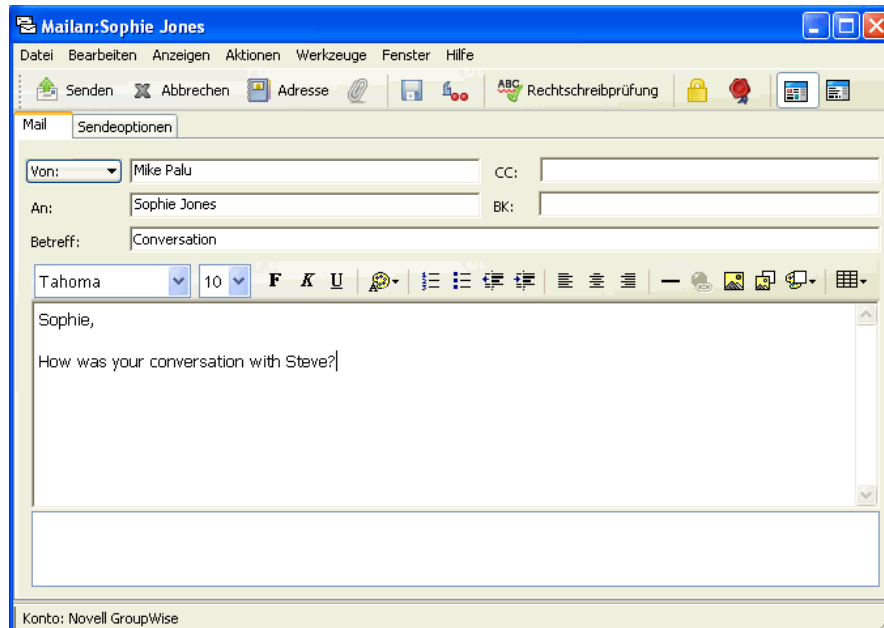 Mailan:Sophie Jones
Datei Bearbeiten Anzeigen Aktionen Werkzeuge Fenster Hilfe
Senden Abbrechen Adresse ABC Rechtschreibprüfung
Mail Sendeoptionen
Von: Mike Palu CC:
An: Sophie Jones BK:
Betreff: Conversation
Tahoma 10 F K U
Sophie,
How was your conversation with Steve?
Konto: Novell GroupWise